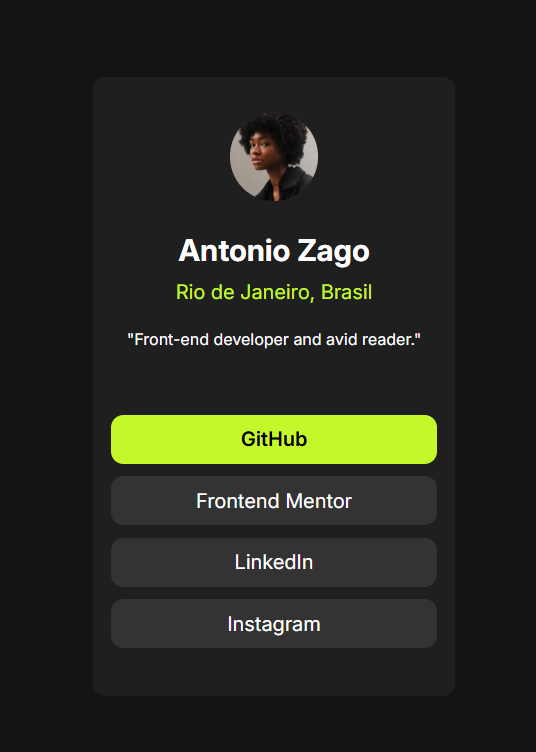 Antonio Zago
Rio de Janeiro, Brasil
"Front-end developer and avid reader."
GitHub
Frontend Mentor
LinkedIn
Instagram